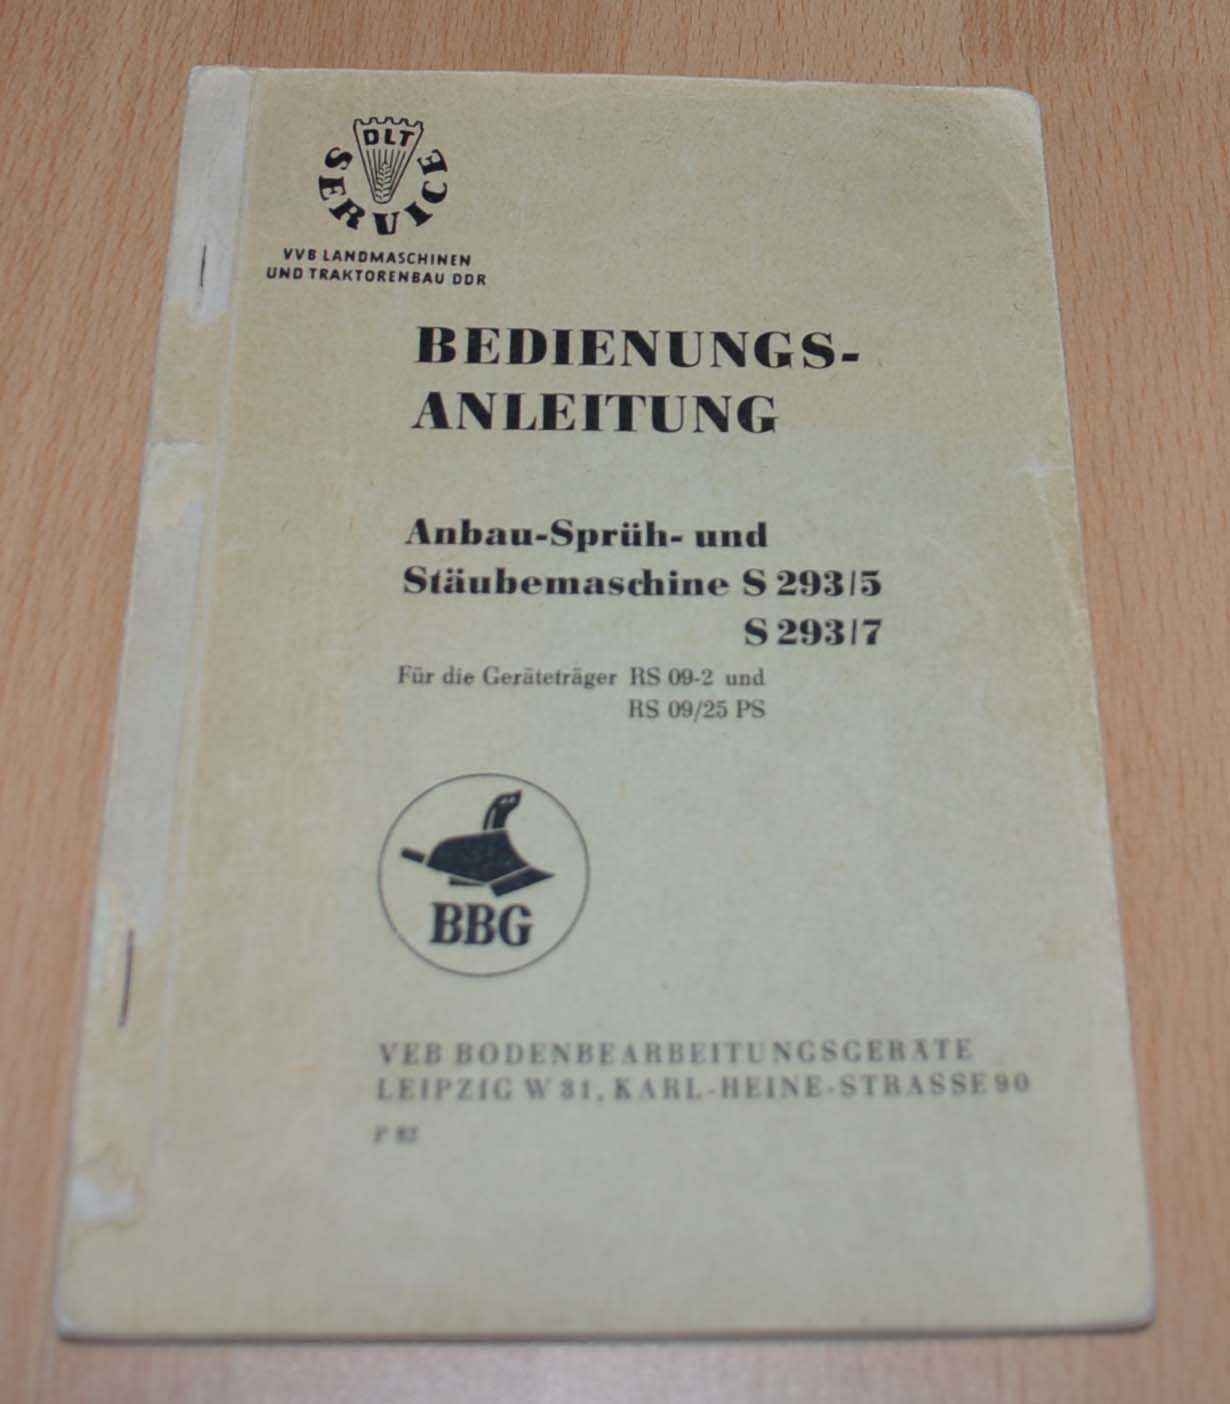 DLT
SERVICE
VVB LANDMASCHINEN
UND TRAKTORENBAU DDR
BEDIENUNGS-
ANLEITUNG
Anbau-Sprüh- und
Stäubemaschine S 293/5
S 293/7
Für die Geräteträger RS 09-2 und
RS 09/25 PS
BBG
VEB BODENBEARBEITUNGSGERÄTE
LEIPZIG W 31, KARL-HEINE-STRASSE 90
P 62